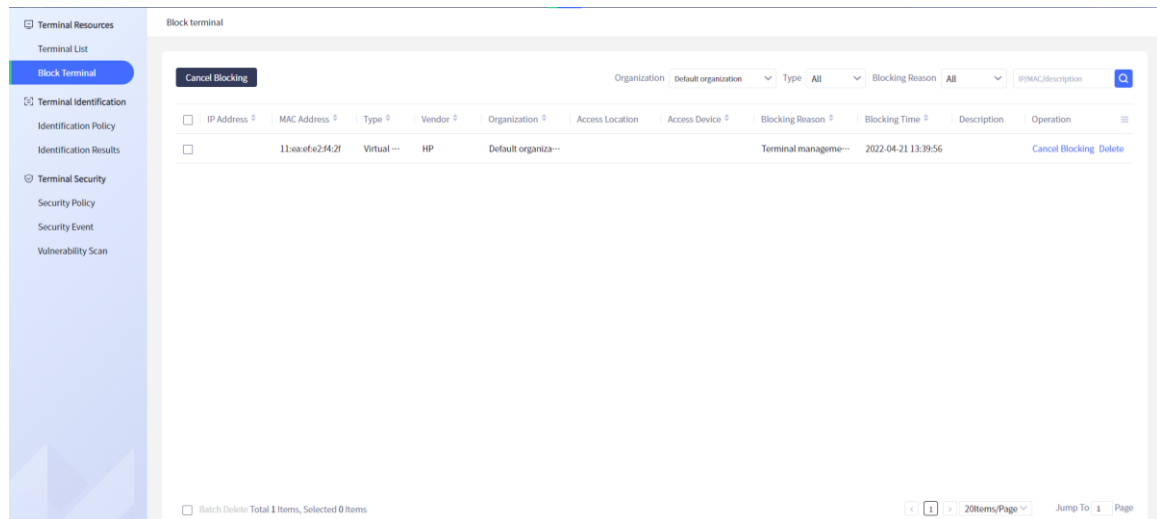 Terminal Resources
Terminal List
Block Terminal
Terminal Identification
Identification Policy
Identification Results
Terminal Security
Security Policy
Security Event
Vulnerability Scan
Block terminal
Cancel Blocking Organization Default organization Type All Blocking Reason All IP/MAC/description
IP Address MAC Address Type Vendor Organization Access Location Access Device Blocking Reason Blocking Time Description Operation
11:ea:ef:e2:f4:2f Virtual ··· HP Default organiza··· Terminal manageme··· 2022-04-21 13:39:56 Cancel Blocking Delete
Batch Delete Total 1 Items, Selected 0 Items < 1 > 20Items/Page Jump To 1 Page